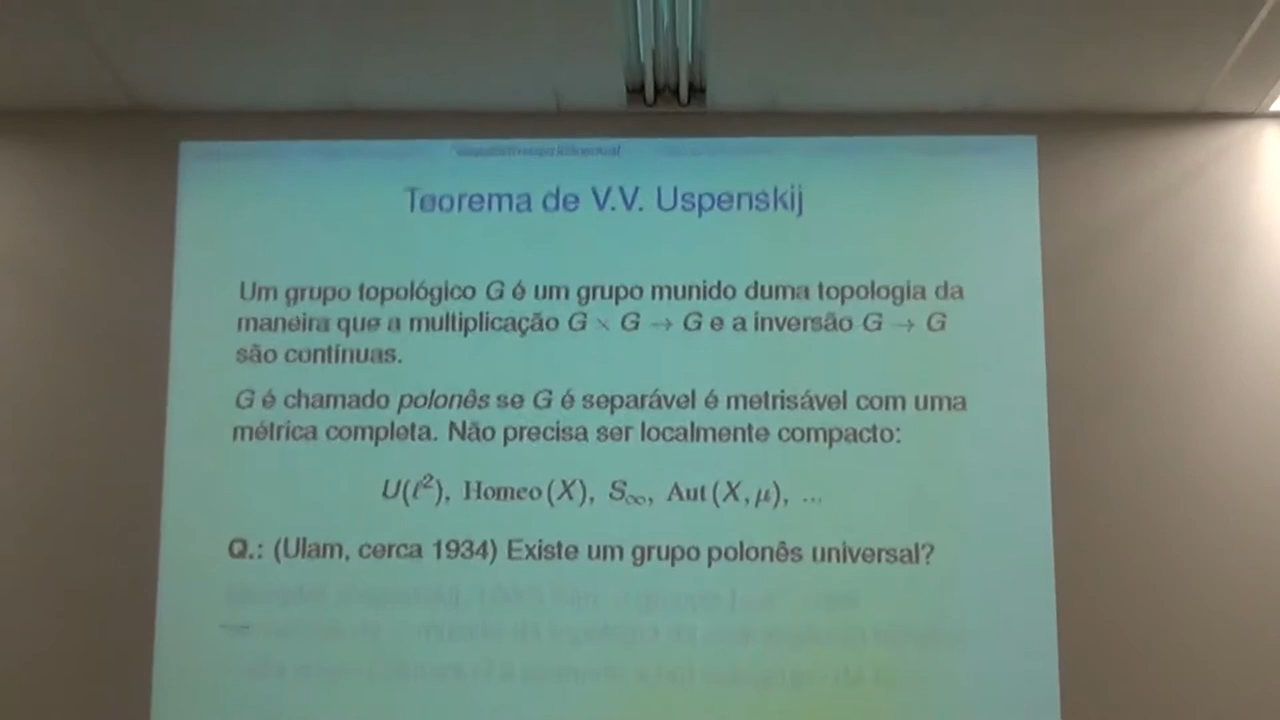 Teorema de V.V. Uspenskij
Um grupo topológico G é um grupo munido duma topologia da
maneira que a multiplicação G × G → G e a inversão G → G
são contínuas.
G é chamado polonês se G é separável é metrisável com uma
métrica completa. Não precisa ser localmente compacto:
U(ℓ²), Homeo (X), S∞, Aut (X, μ), ...
Q.: (Ulam, cerca 1934) Existe um grupo polonês universal?